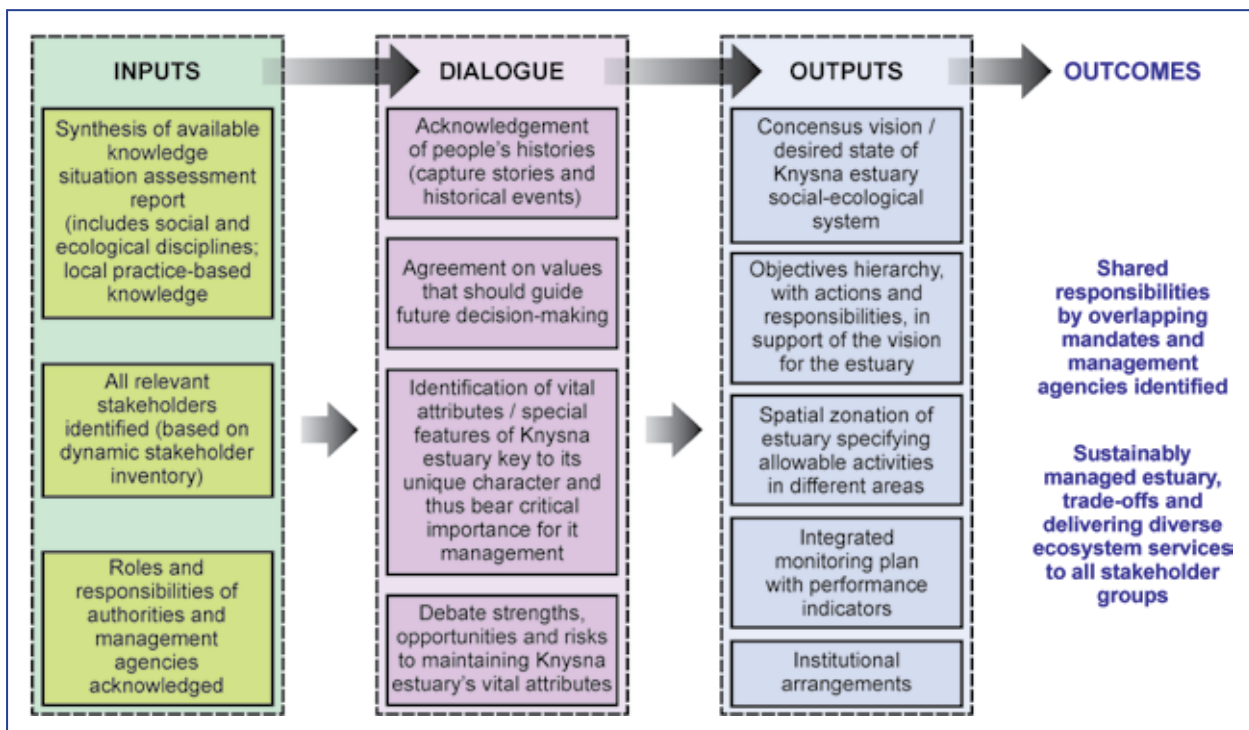 INPUTS
Synthesis of available
knowledge
situation assessment
report
(includes social and
ecological disciplines;
local practice-based
knowledge
All relevant
stakeholders
identified (based on
dynamic stakeholder
inventory)
Roles and
responsibilities of
authorities and
management
agencies
acknowledged
DIALOGUE
Acknowledgement
of people's histories
(capture stories and
historical events)
Agreement on values
that should guide
future decision-making
Identification of vital
attributes / special
features of Knysna
estuary key to its
unique character and
thus bear critical
importance for it
management
Debate strengths,
opportunities and risks
to maintaining Knysna
estuary's vital attributes
OUTPUTS
Concensus vision /
desired state of
Knysna estuary
social-ecological
system
Objectives hierarchy,
with actions and
responsibilities, in
support of the vision
for the estuary
Spatial zonation of
estuary specifying
allowable activities
in different areas
Integrated
monitoring plan
with performance
indicators
Institutional
arrangements
OUTCOMES
Shared
responsibilities
by overlapping
mandates and
management
agencies identified
Sustainably
managed estuary,
trade-offs and
delivering diverse
ecosystem services
to all stakeholder
groups